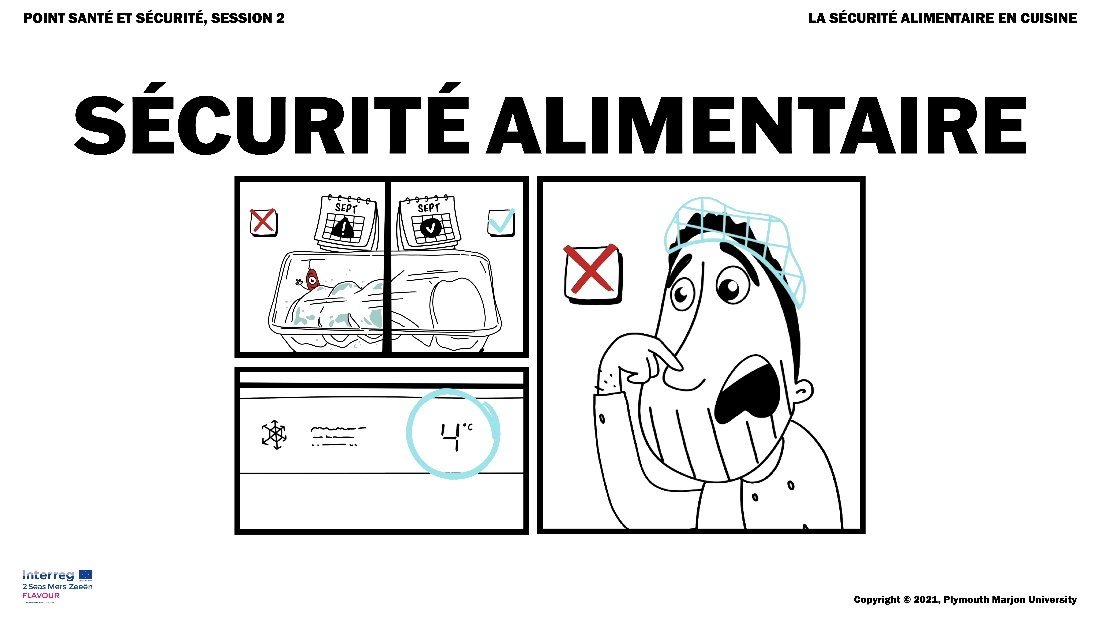 POINT SANTÉ ET SÉCURITÉ, SESSION 2
LA SÉCURITÉ ALIMENTAIRE EN CUISINE
SÉCURITÉ ALIMENTAIRE
SEPT
SEPT
4°C
Interreg
2 Seas Mers Zeeën
FLAVOUR
Copyright © 2021, Plymouth Marjon University